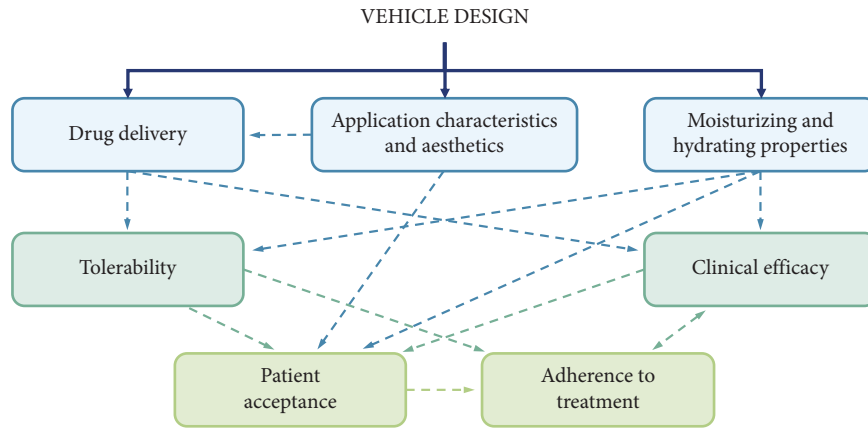 VEHICLE DESIGN
Drug delivery
Application characteristics
and aesthetics
Moisturizing and
hydrating properties
Tolerability
Clinical efficacy
Patient
acceptance
Adherence to
treatment